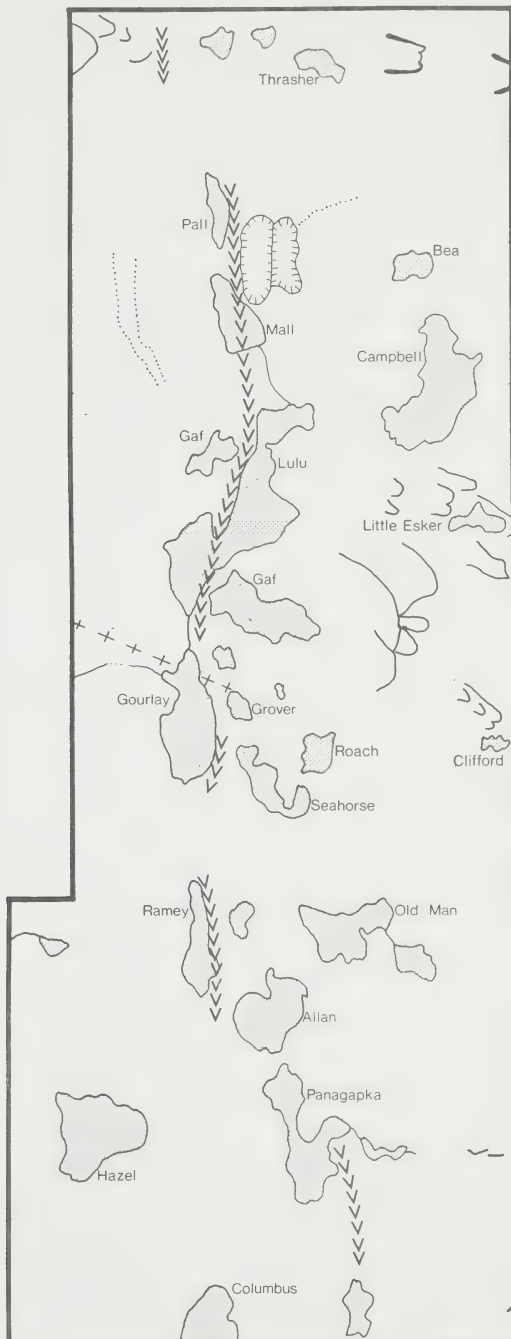 Thrasher
Pall
Bea
Mall
Campbell
Gaf
Lulu
Little Esker
Gaf
Gourlay
Grover
Roach
Clifford
Seahorse
Ramey
Old Man
Allan
Panagapka
Hazel
Columbus